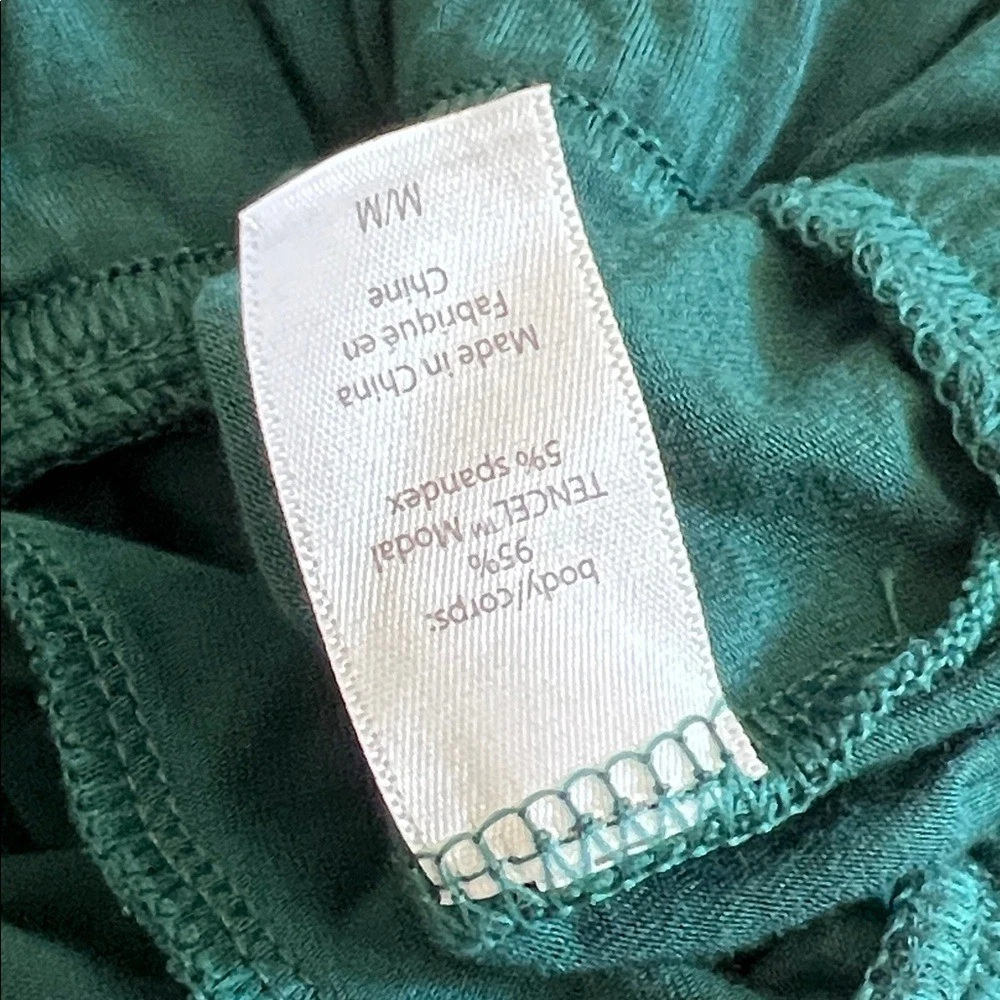 body/corps:
95%
TENCEL™ Modal
5% spandex
Made in China
Fabriqué en
Chine
M/M